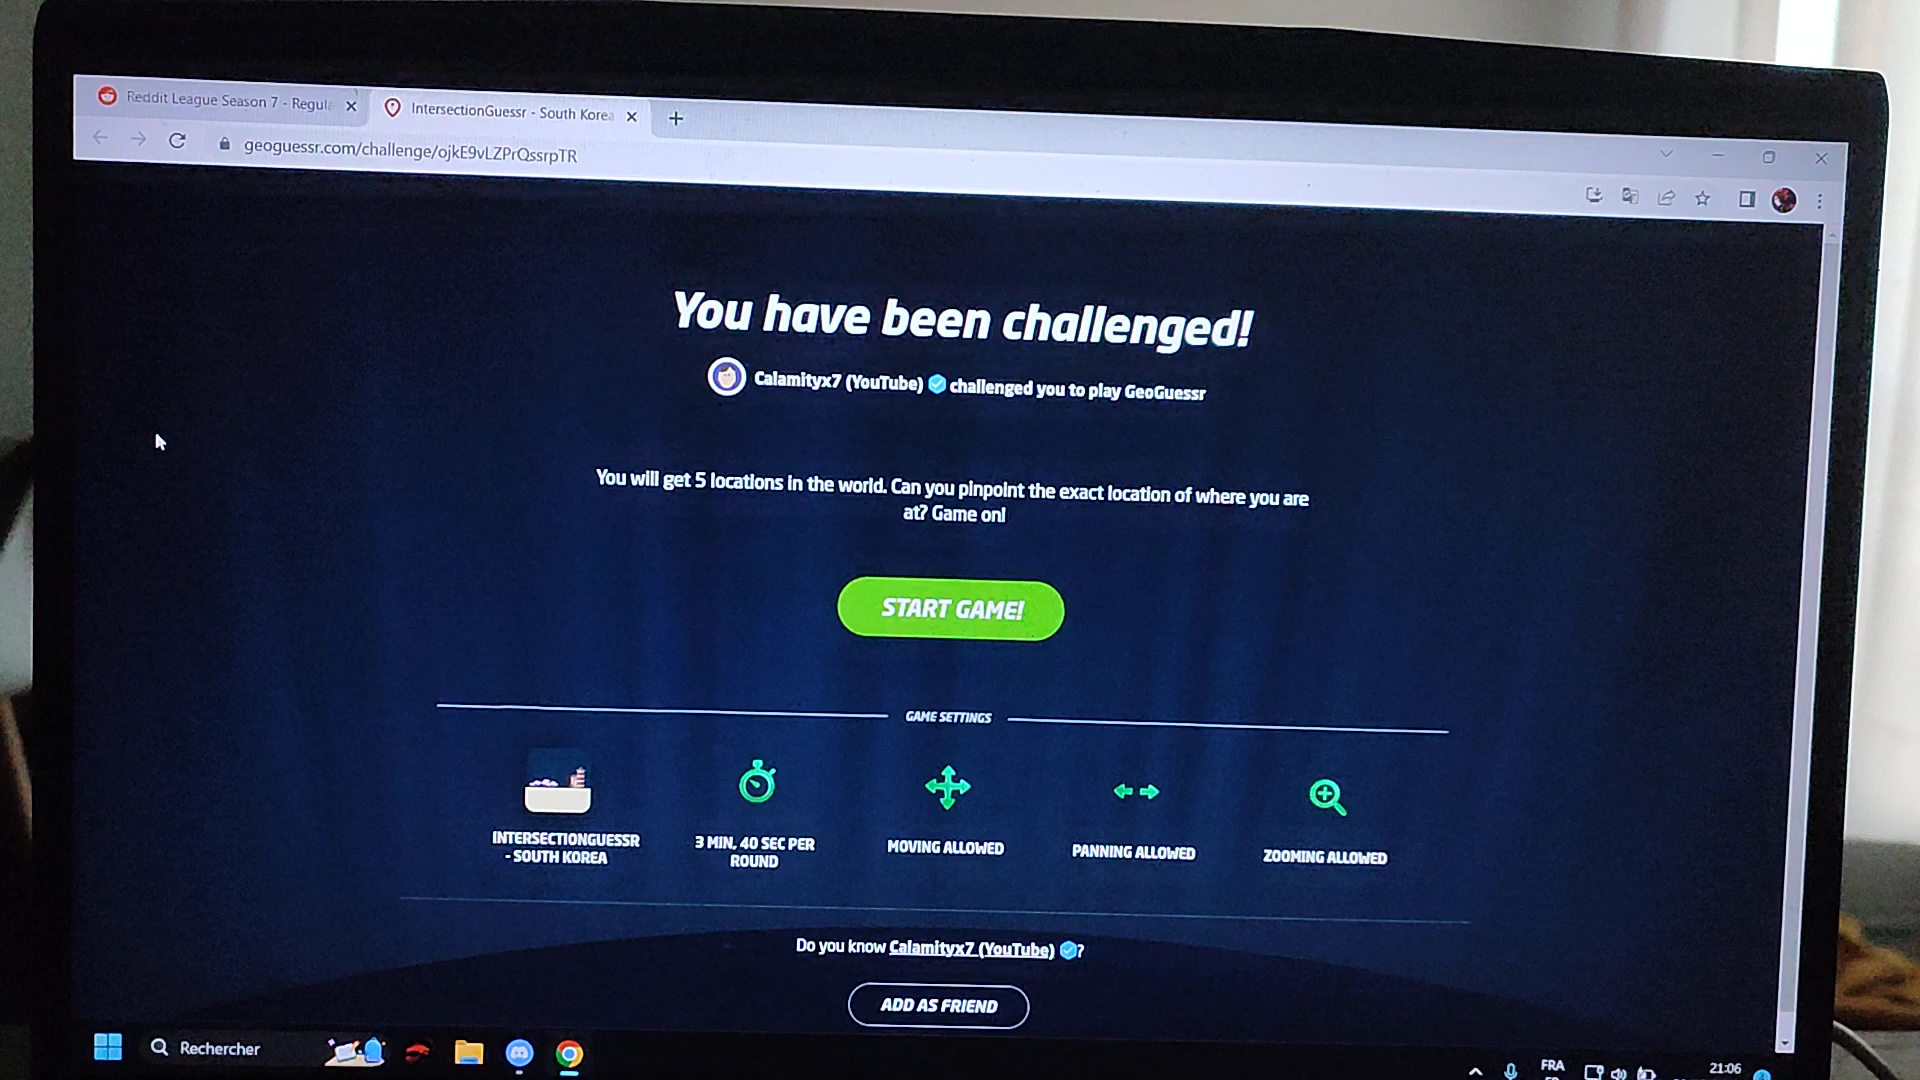 Reddit League Season 7 - Regul
IntersectionGuessr - South Korea
geoguessr.com/challenge/ojkE9vLZPrQssrpTR
You have been challenged!
Calamityx7 (YouTube) challenged you to play GeoGuessr
You will get 5 locations in the world. Can you pinpoint the exact location of where you are
at? Game on!
START GAME!
GAME SETTINGS
INTERSECTIONGUESSR
- SOUTH KOREA
3 MIN, 40 SEC PER
ROUND
MOVING ALLOWED
PANNING ALLOWED
ZOOMING ALLOWED
Do you know Calamityx7 (YouTube) ?
ADD AS FRIEND
Rechercher
FRA
21:06